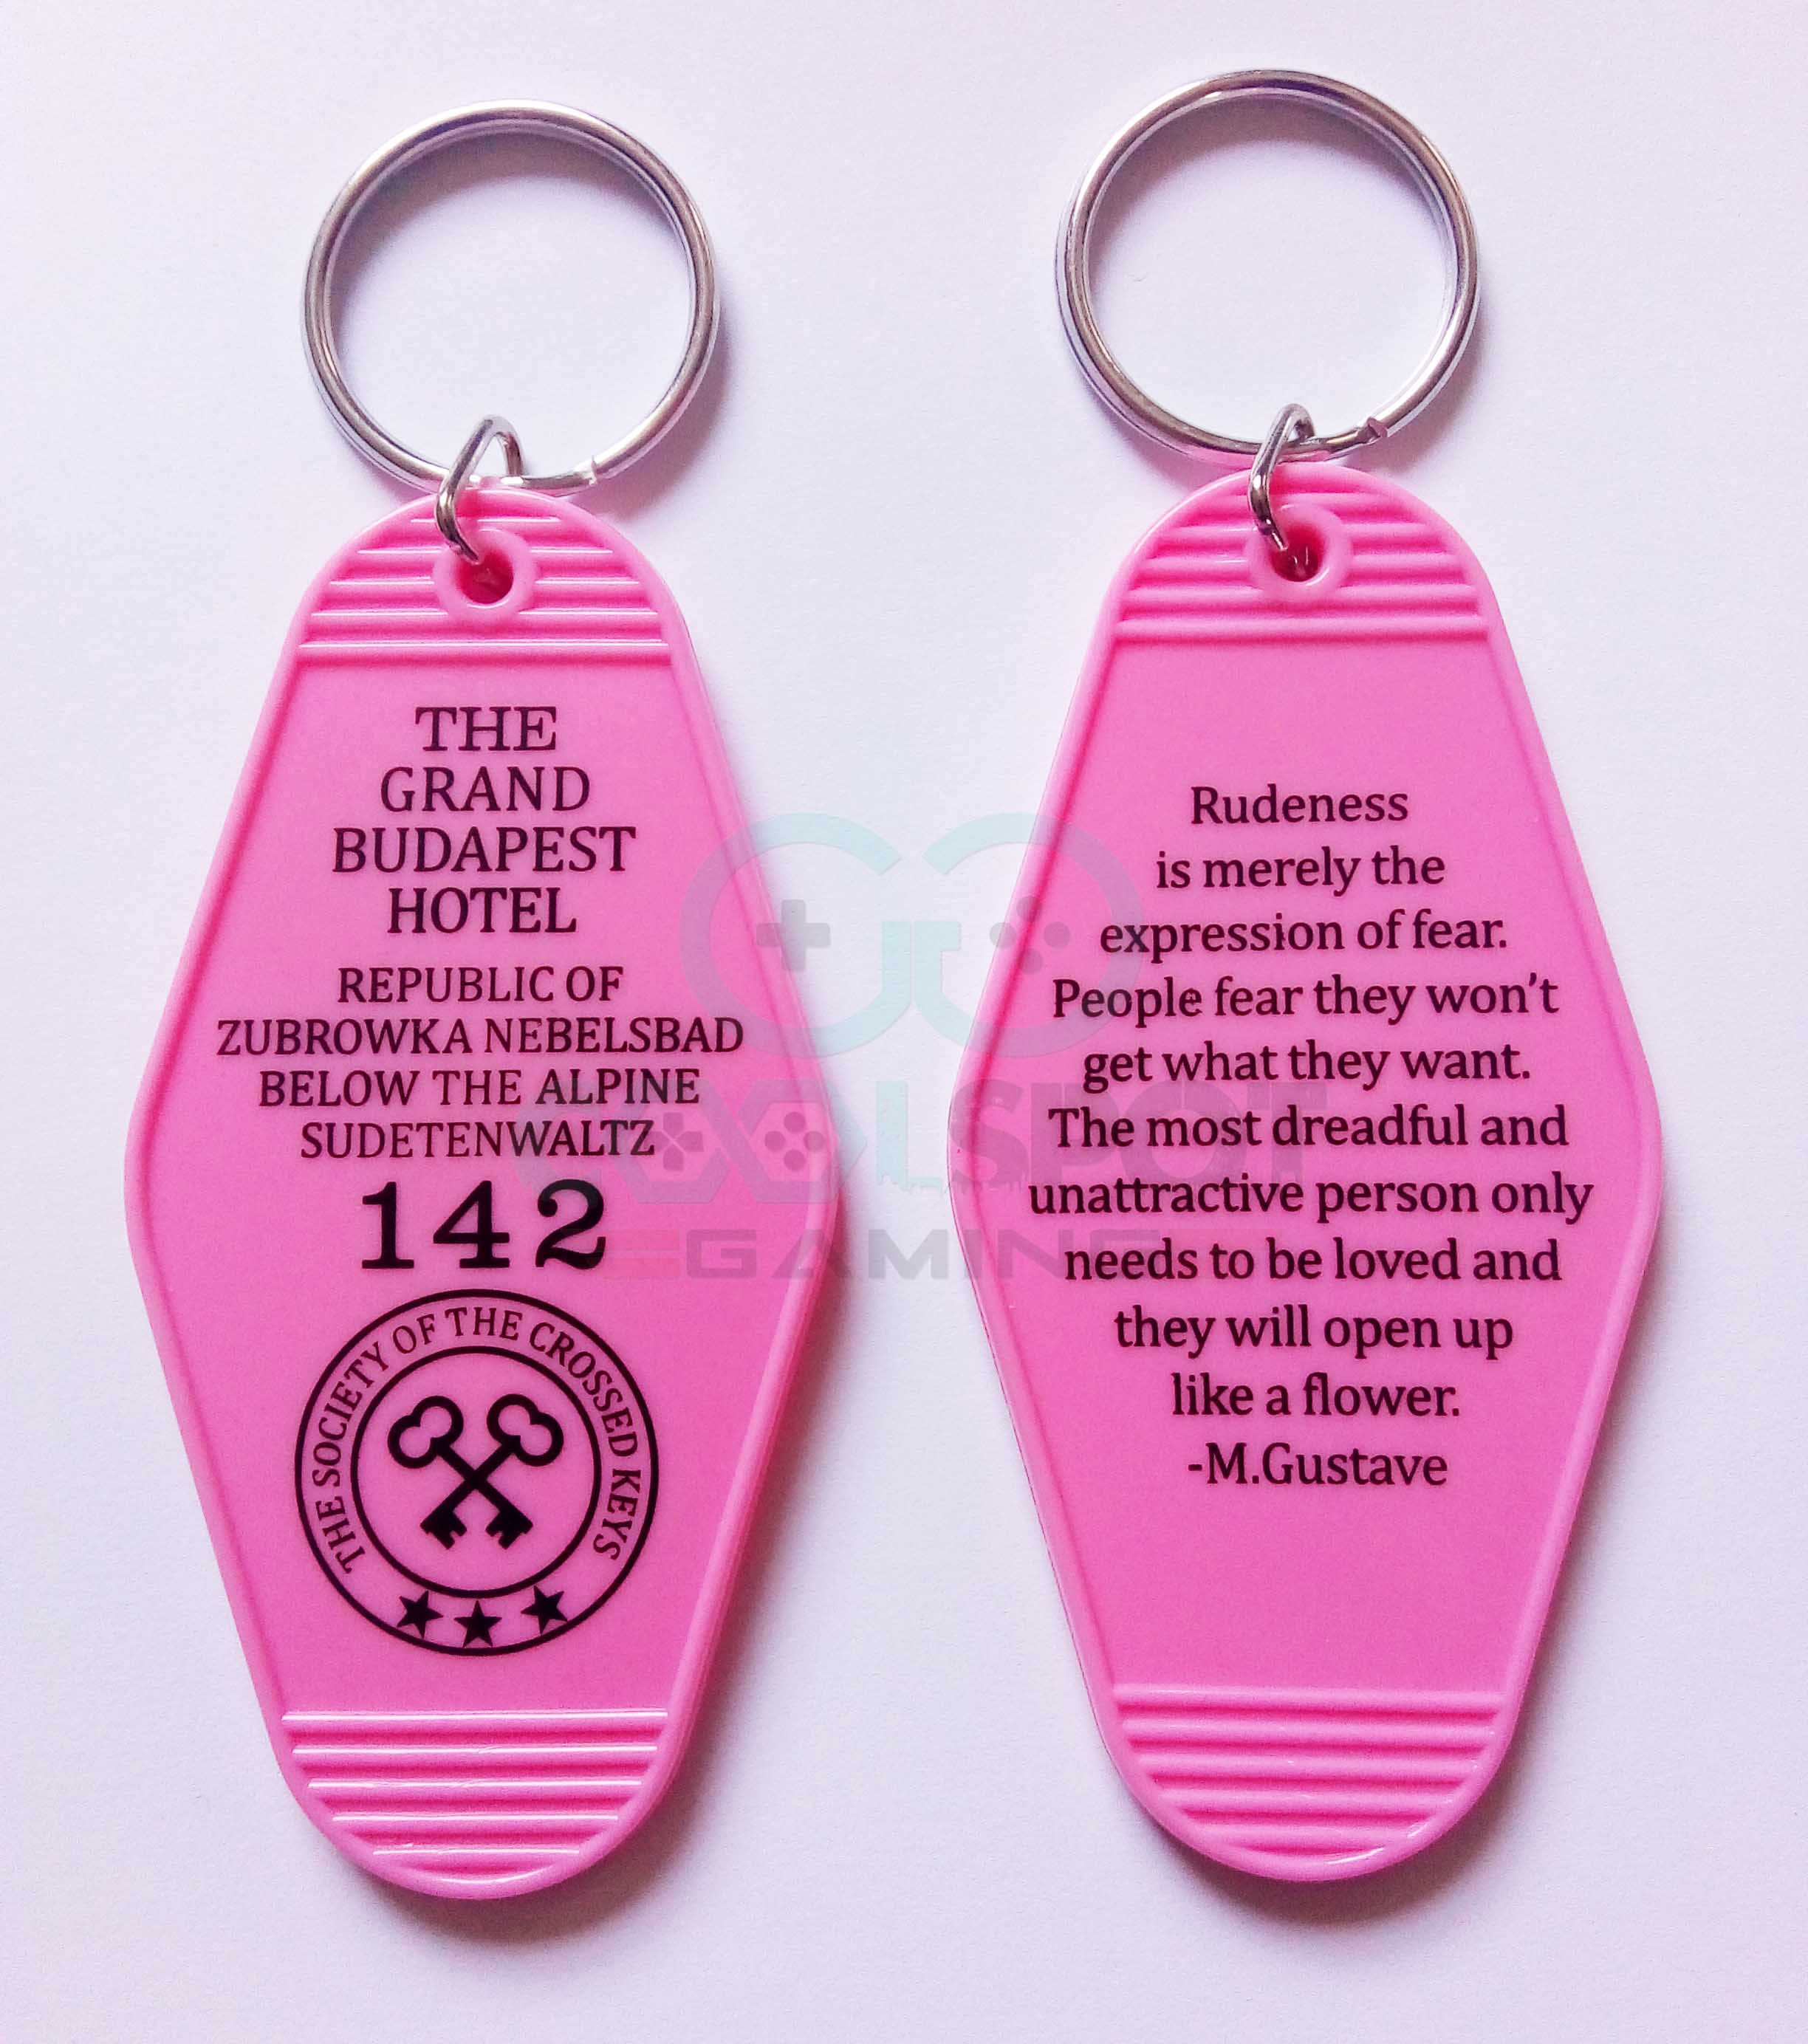 THE
GRAND
BUDAPEST
HOTEL
REPUBLIC OF
ZUBROWKA NEBELSBAD
BELOW THE ALPINE
SUDETENWALTZ
142
THE SOCIETY OF THE CROSSED KEYS
Rudeness
is merely the
expression of fear.
People fear they won't
get what they want.
The most dreadful and
unattractive person only
needs to be loved and
they will open up
like a flower.
-M.Gustave
COOLSPOT
GAMING